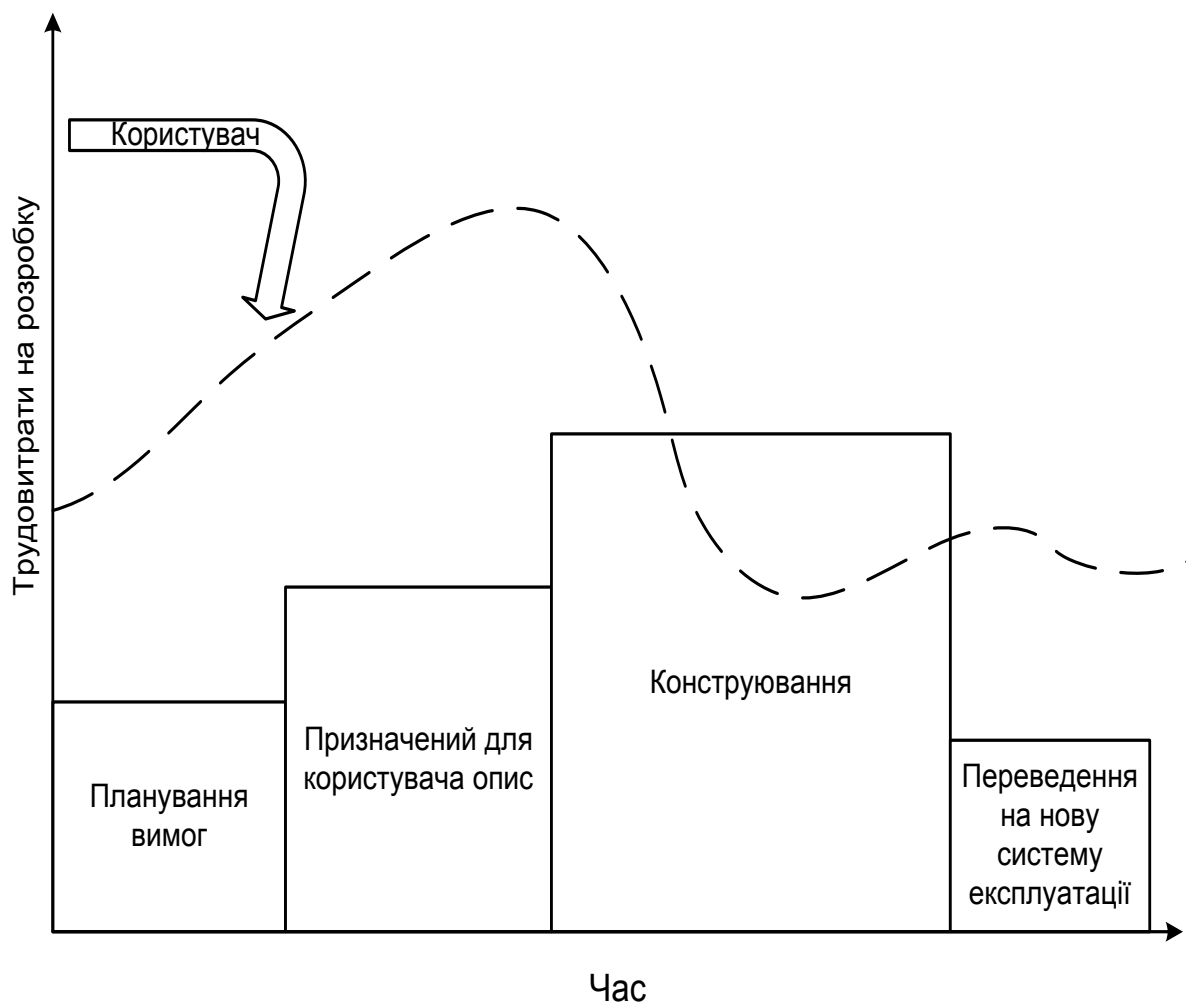 Користувач
Трудовитрати на розробку
Конструювання
Призначений для
користувача опис
Планування
вимог
Переведення
на нову
систему
експлуатації
Час